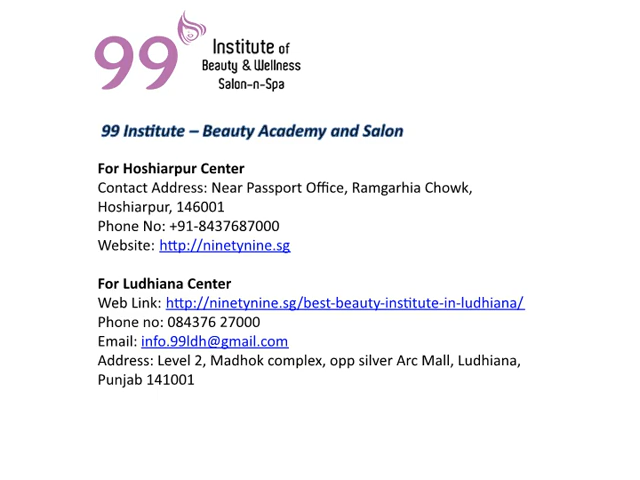 99 Institute of
Beauty & Wellness
Salon-n-Spa
99 Institute – Beauty Academy and Salon
For Hoshiarpur Center
Contact Address: Near Passport Office, Ramgarhia Chowk,
Hoshiarpur, 146001
Phone No: +91-8437687000
Website: http://ninetynine.sg
For Ludhiana Center
Web Link: http://ninetynine.sg/best-beauty-institute-in-ludhiana/
Phone no: 084376 27000
Email: info.99ldh@gmail.com
Address: Level 2, Madhok complex, opp silver Arc Mall, Ludhiana,
Punjab 141001